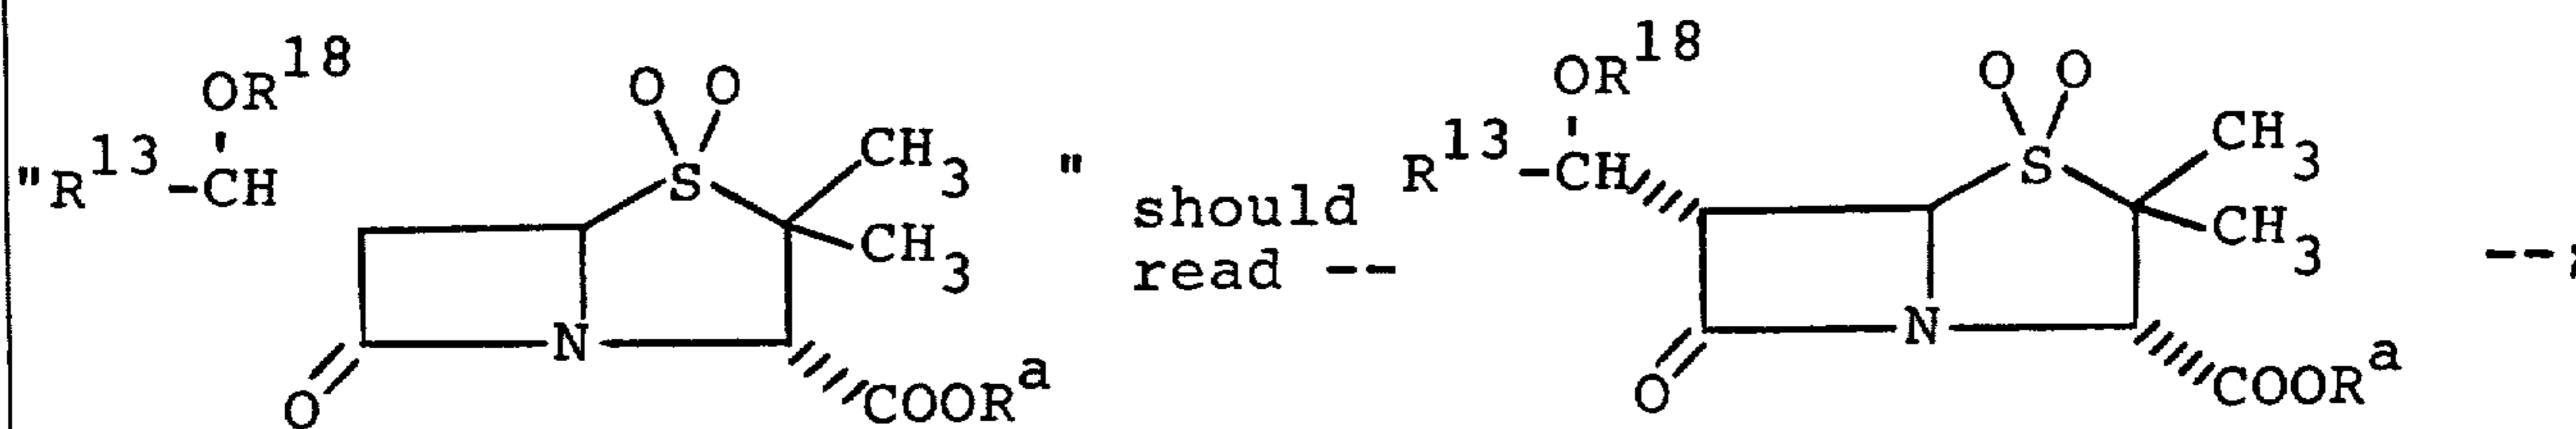 OR18
"R13-CH
O O
S
CH3
CH3
N
O
COORa
"
should
read --
OR18
R13-CH
O O
S
CH3
CH3
N
O
COORa
--;